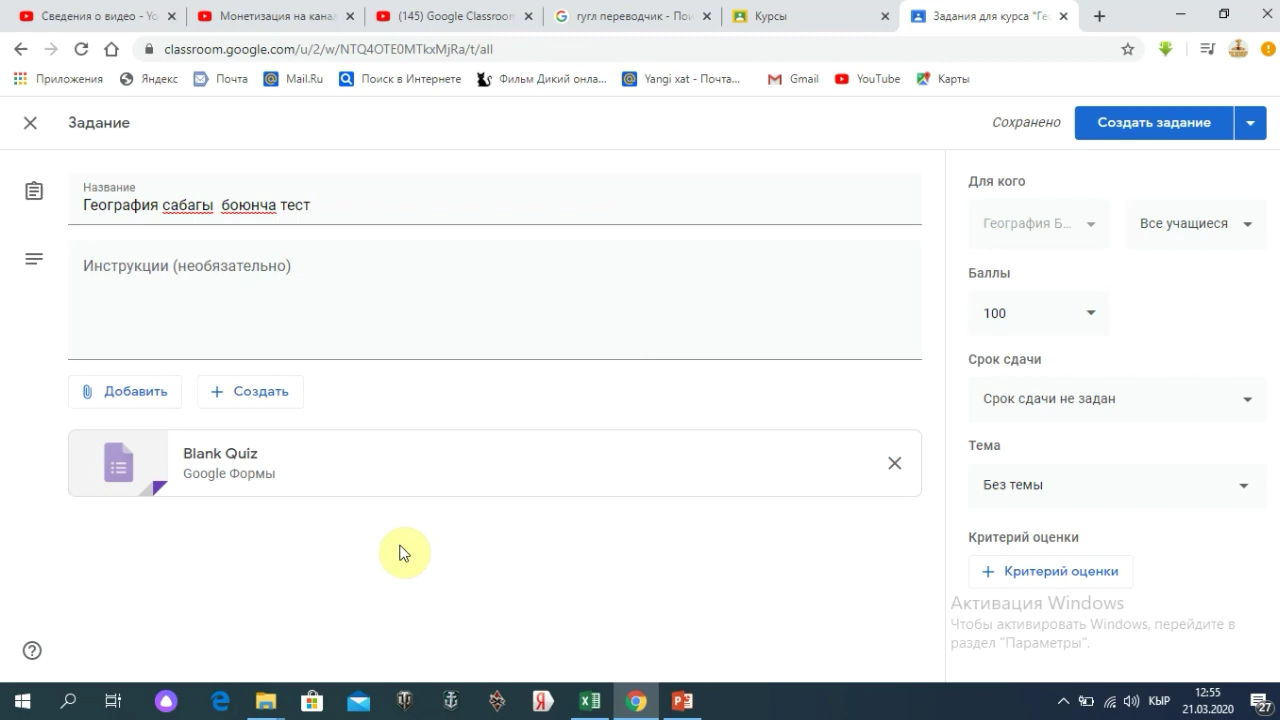 Сведения о видео - Yo
Монетизация на канал
(145) Google Classroom
гугл переводчик - Пои
Курсы
Задания для курса "Ге
classroom.google.com/u/2/w/NTQ4OTE0MTkxMjRa/t/all
Приложения
Яндекс
Почта
Mail.Ru
Поиск в Интернете
Фильм Дикий онла...
Yangi xat - Почта...
Gmail
YouTube
Карты
Задание
Сохранено
Создать задание
Название
География сабагы боюнча тест
Инструкции (необязательно)
Добавить
Создать
Blank Quiz
Google Формы
Для кого
География Б...
Все учащиеся
Баллы
100
Срок сдачи
Срок сдачи не задан
Тема
Без темы
Критерий оценки
Критерий оценки
Активация Windows
Чтобы активировать Windows, перейдите в
раздел "Параметры".
КЫР
12:55
21.03.2020
27